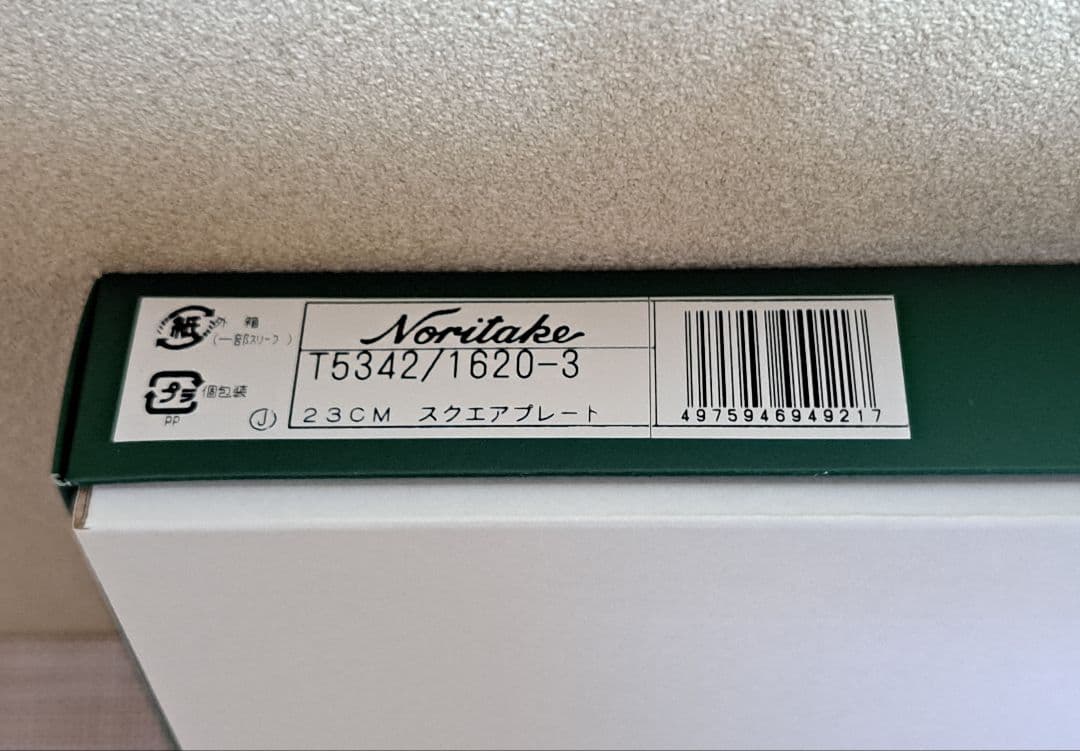 紙 外箱
(一部スリーブ)
プラ 個包装
PP
J
Noritake
T5342/1620-3
23CM スクエアプレート
4975946949217